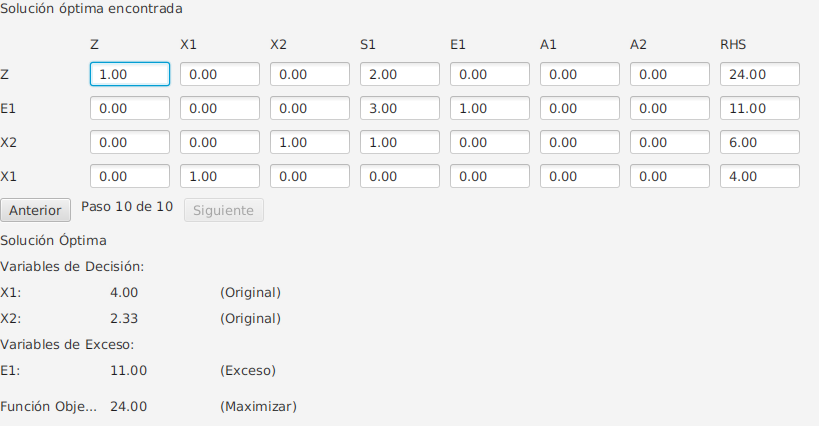 Solución óptima encontrada
Z X1 X2 S1 E1 A1 A2 RHS
Z 1.00 0.00 0.00 2.00 0.00 0.00 0.00 24.00
E1 0.00 0.00 0.00 3.00 1.00 0.00 0.00 11.00
X2 0.00 0.00 1.00 1.00 0.00 0.00 0.00 6.00
X1 0.00 1.00 0.00 0.00 0.00 0.00 0.00 4.00
Anterior Paso 10 de 10 Siguiente
Solución Óptima
Variables de Decisión:
X1: 4.00 (Original)
X2: 2.33 (Original)
Variables de Exceso:
E1: 11.00 (Exceso)
Función Obje... 24.00 (Maximizar)